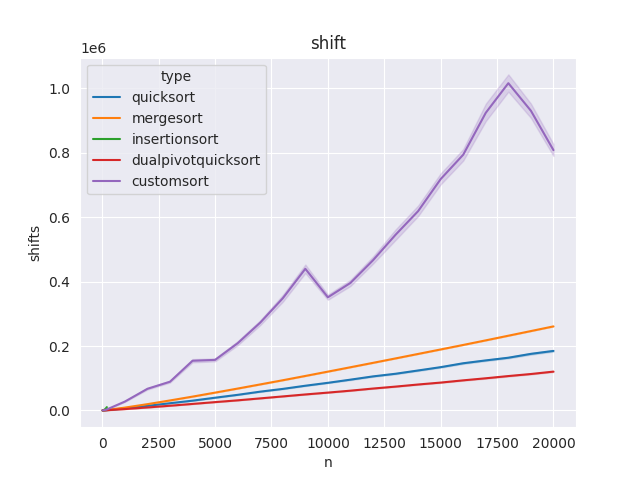 shift
1e6
type
quicksort
mergesort
insertionsort
dualpivotquicksort
customsort
1.0
0.8
0.6
0.4
0.2
0.0
shifts
0 2500 5000 7500 10000 12500 15000 17500 20000
n